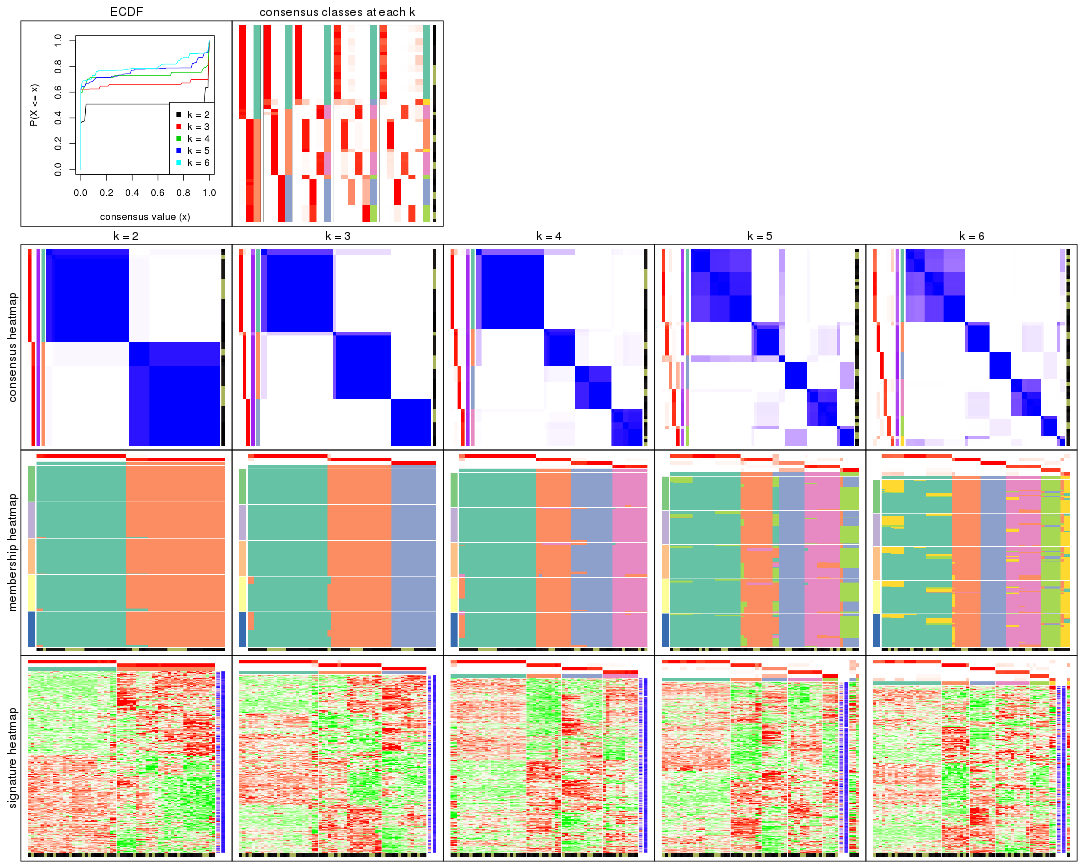 ECDF
consensus classes at each k
P(X <= x)
1.0
0.8
0.6
0.4
0.2
0.0
k = 2
k = 3
k = 4
k = 5
k = 6
0.0 0.2 0.4 0.6 0.8 1.0
consensus value (x)
k = 2
k = 3
k = 4
k = 5
k = 6
consensus heatmap
membership heatmap
signature heatmap